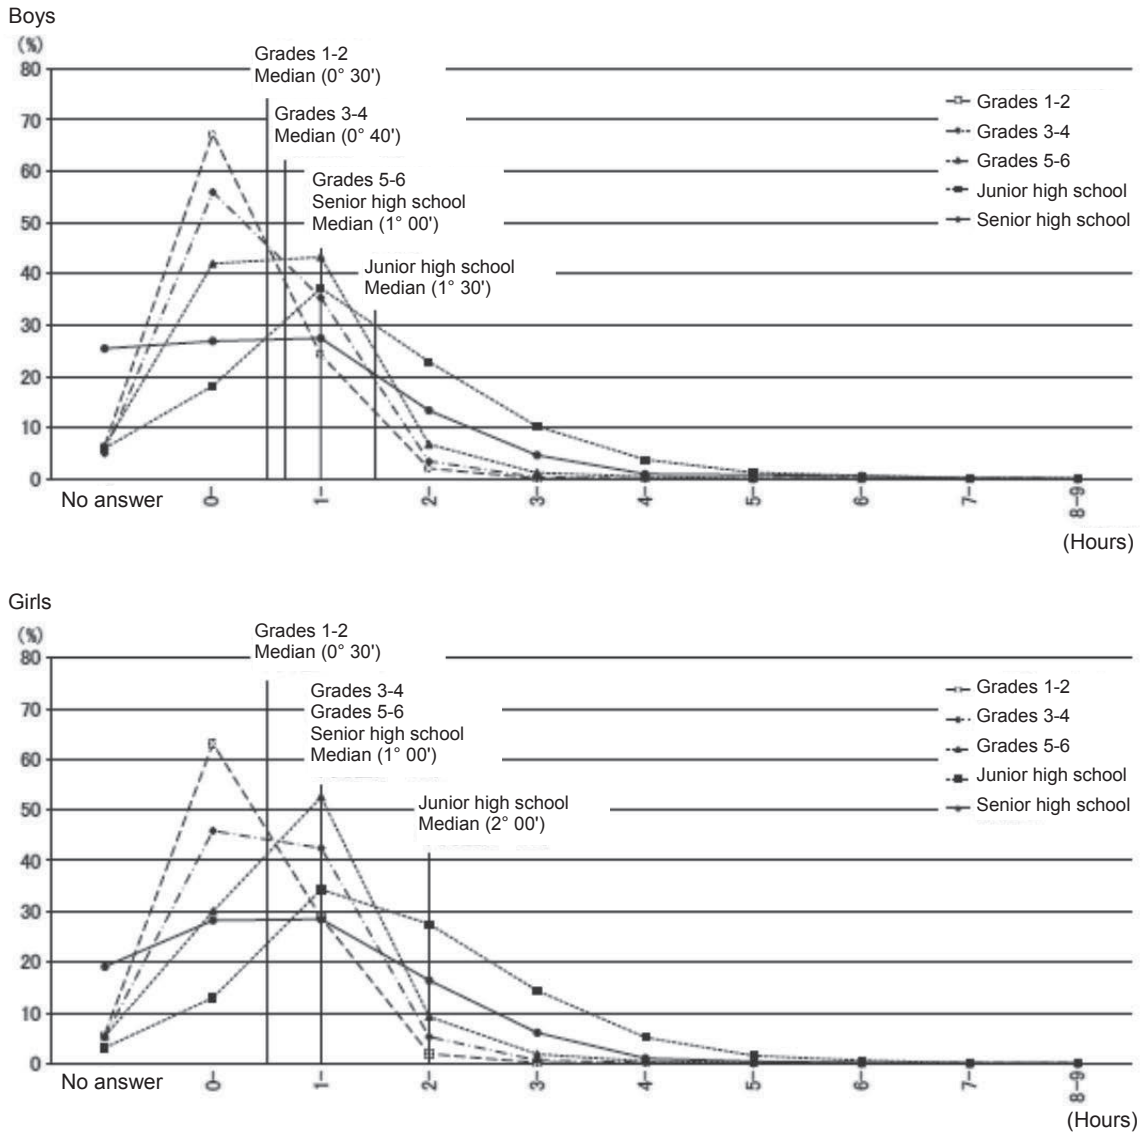 Boys
(%)
80
70
60
50
40
30
20
10
0
Grades 1-2
Median (0° 30')
Grades 3-4
Median (0° 40')
Grades 5-6
Senior high school
Median (1° 00')
Junior high school
Median (1° 30')
Grades 1-2
Grades 3-4
Grades 5-6
Junior high school
Senior high school
No answer
0-
1-
2-
3-
4-
5-
6-
7-
8-9
(Hours)
Girls
(%)
80
70
60
50
40
30
20
10
0
Grades 1-2
Median (0° 30')
Grades 3-4
Grades 5-6
Senior high school
Median (1° 00')
Junior high school
Median (2° 00')
Grades 1-2
Grades 3-4
Grades 5-6
Junior high school
Senior high school
No answer
0-
1-
2-
3-
4-
5-
6-
7-
8-9
(Hours)